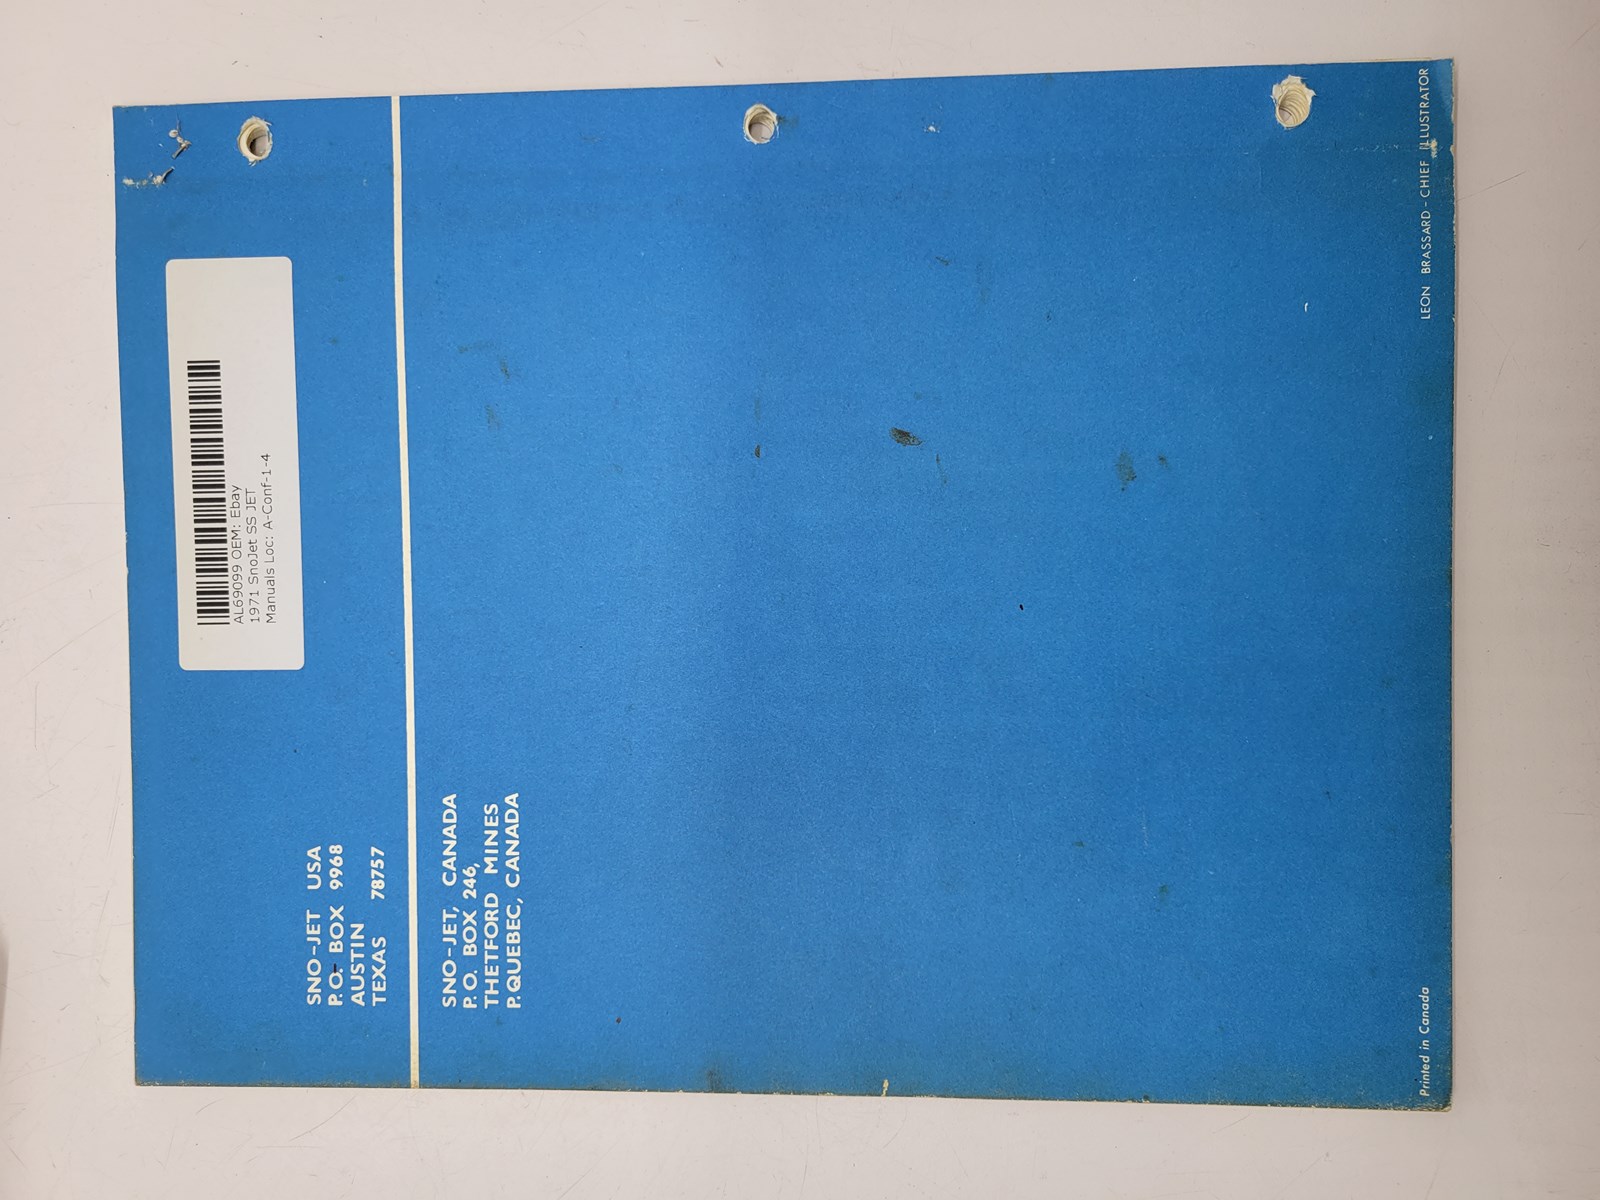 AL69099 OEM: Ebay
1971 SnoJet SS JET
Manuals Loc: A-Conf-1-4
SNO-JET USA
P.O. BOX 9968
AUSTIN
TEXAS 78757
SNO-JET, CANADA
P.O. BOX 246,
THETFORD MINES
P.QUEBEC, CANADA
Printed in Canada
LEON BRASSARD - CHIEF ILLUSTRATOR